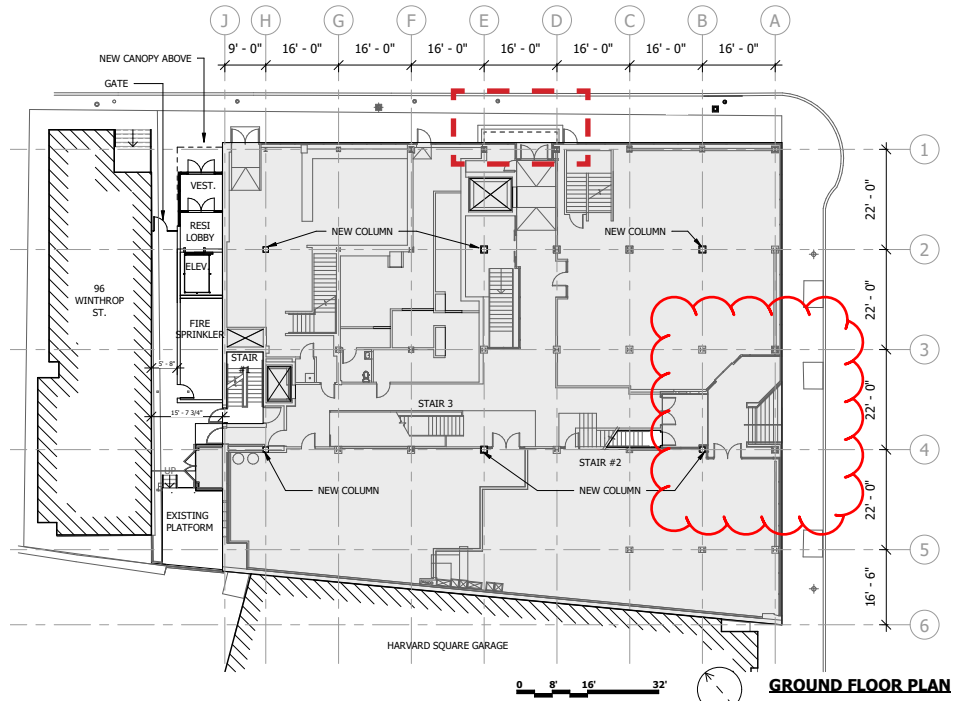 J H G F E D C B A
9' - 0" 16' - 0" 16' - 0" 16' - 0" 16' - 0" 16' - 0" 16' - 0" 16' - 0"
NEW CANOPY ABOVE
GATE
1
22' - 0"
VEST.
RESI
LOBBY
NEW COLUMN
NEW COLUMN
2
ELEV.
96
WINTHROP
ST.
22' - 0"
FIRE
SPRINKLER
3
STAIR
5' - 8"
22' - 0"
STAIR 3
15' - 7 3/4"
4
STAIR #2
UP
NEW COLUMN
NEW COLUMN
22' - 0"
EXISTING
PLATFORM
5
16' - 6"
6
HARVARD SQUARE GARAGE
0 8' 16' 32'
GROUND FLOOR PLAN